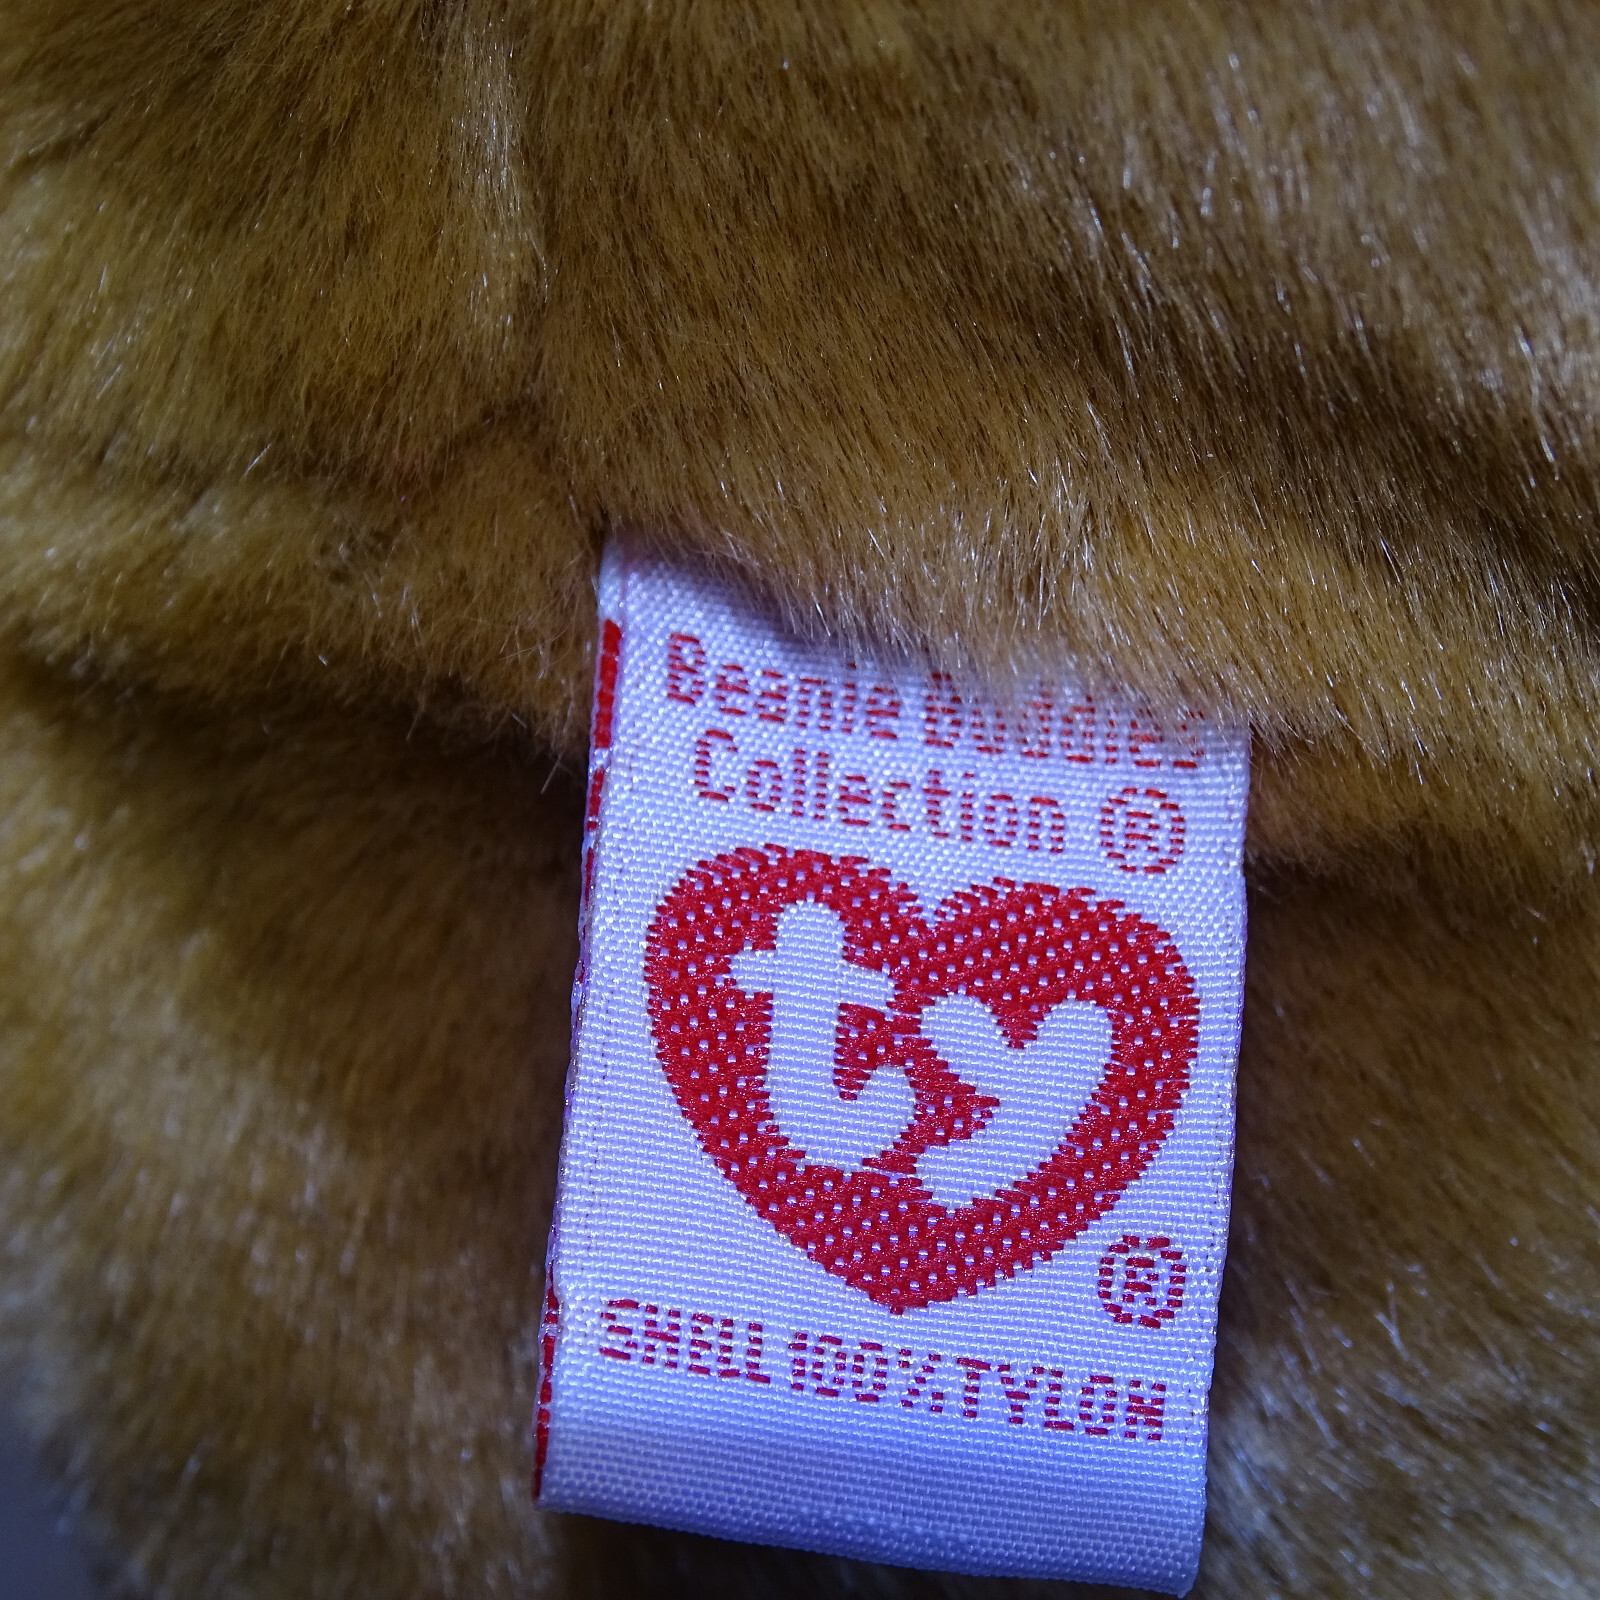 Beanie Buddies
Collection ®
ty
®
SHELL 100% TYLON